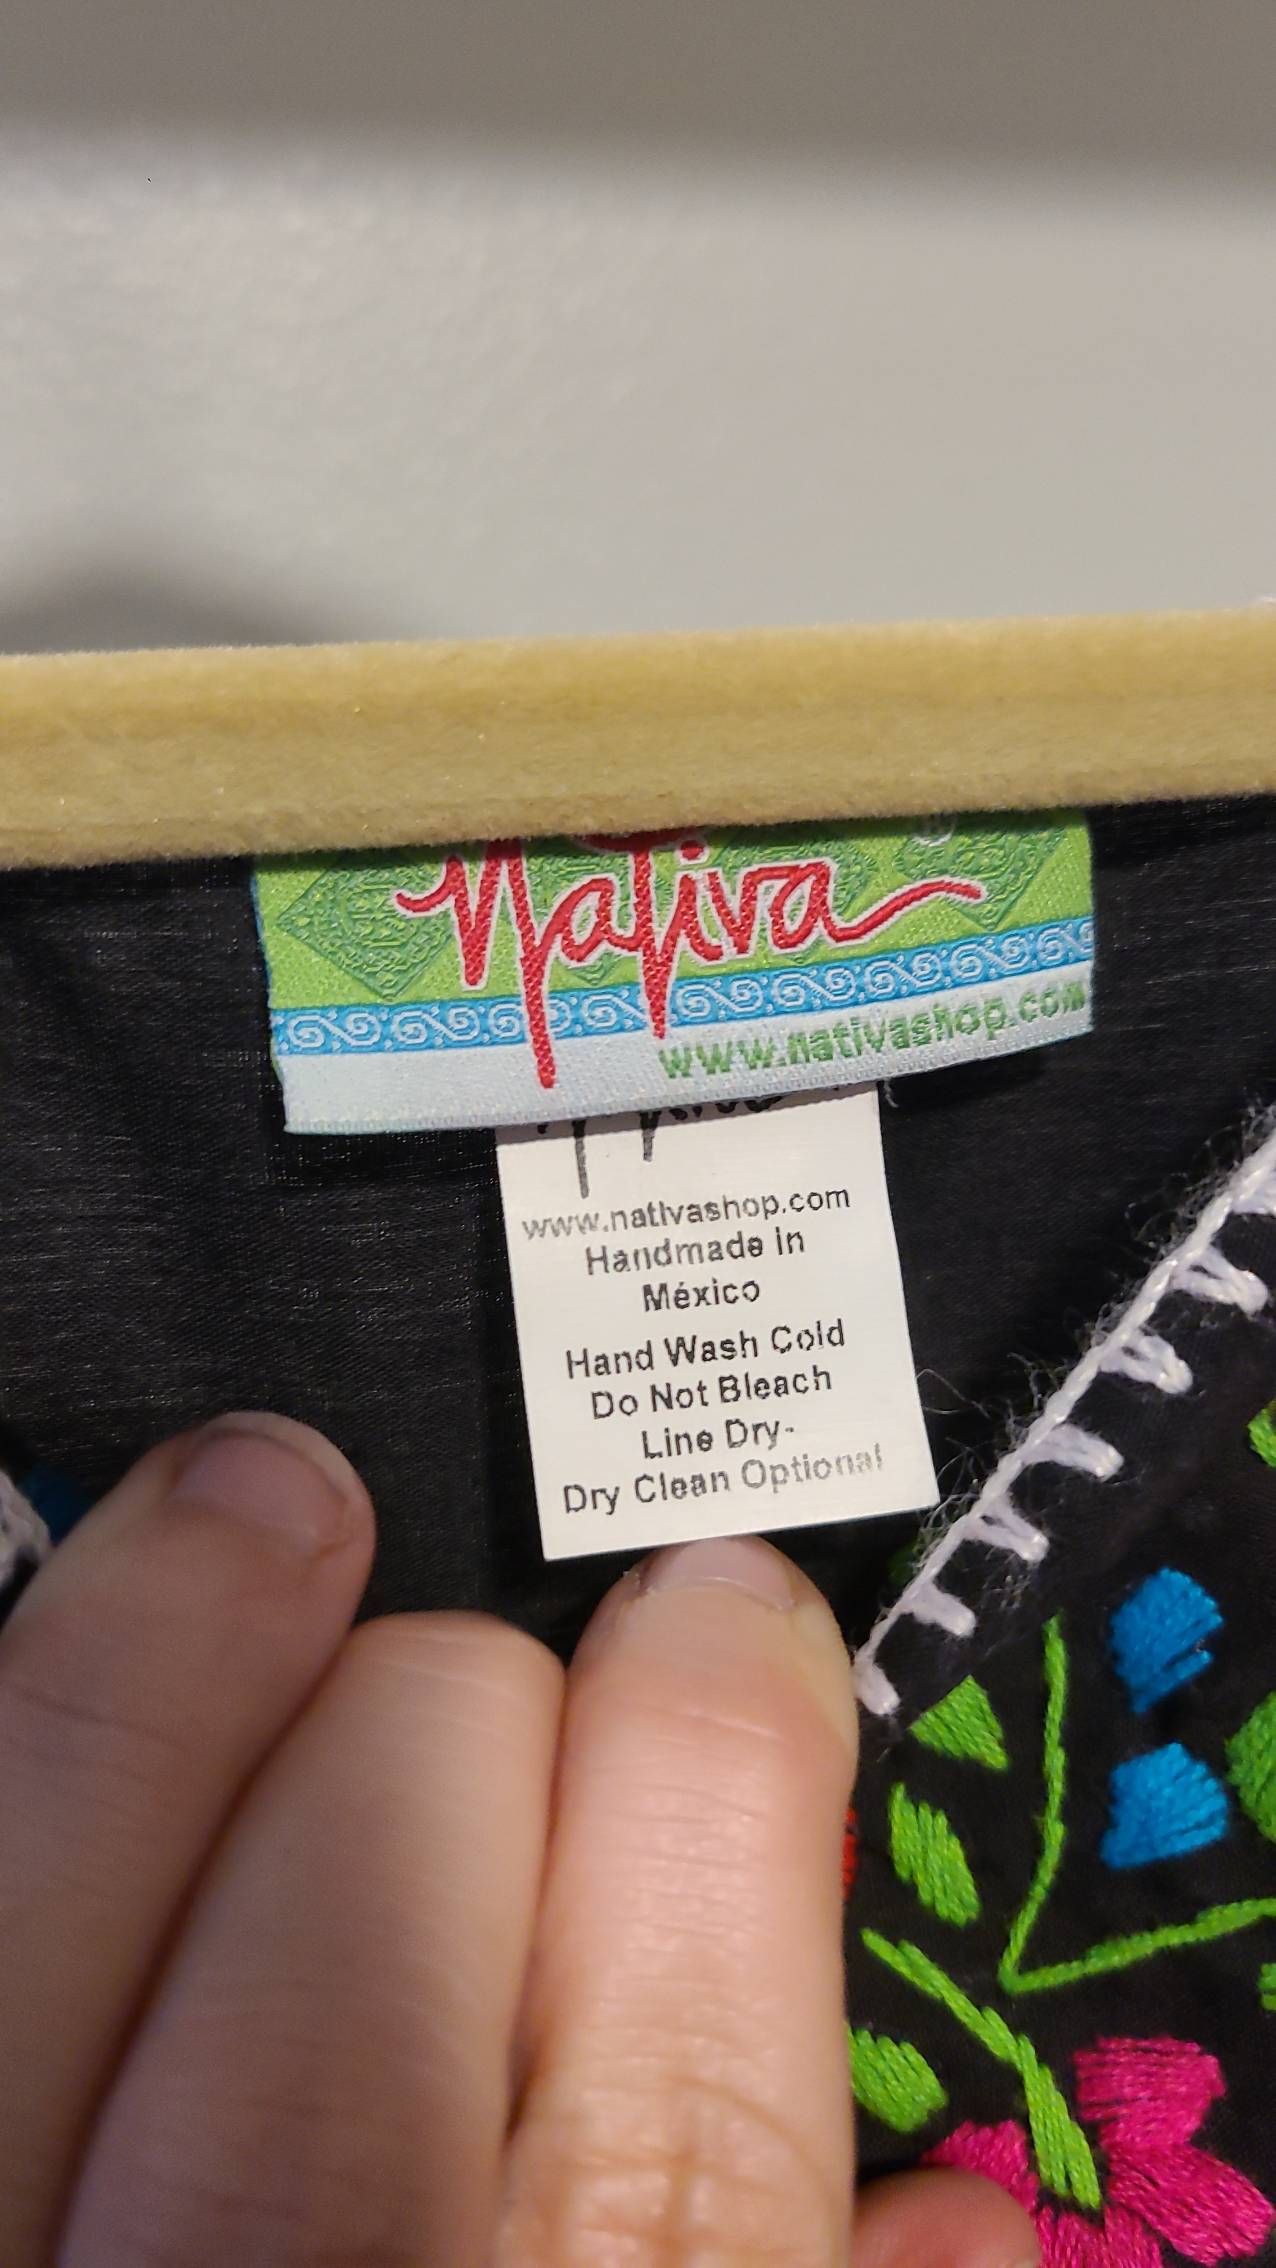 Nativa
www.nativashop.com
www.nativashop.com
Handmade in
México
Hand Wash Cold
Do Not Bleach
Line Dry-
Dry Clean Optional